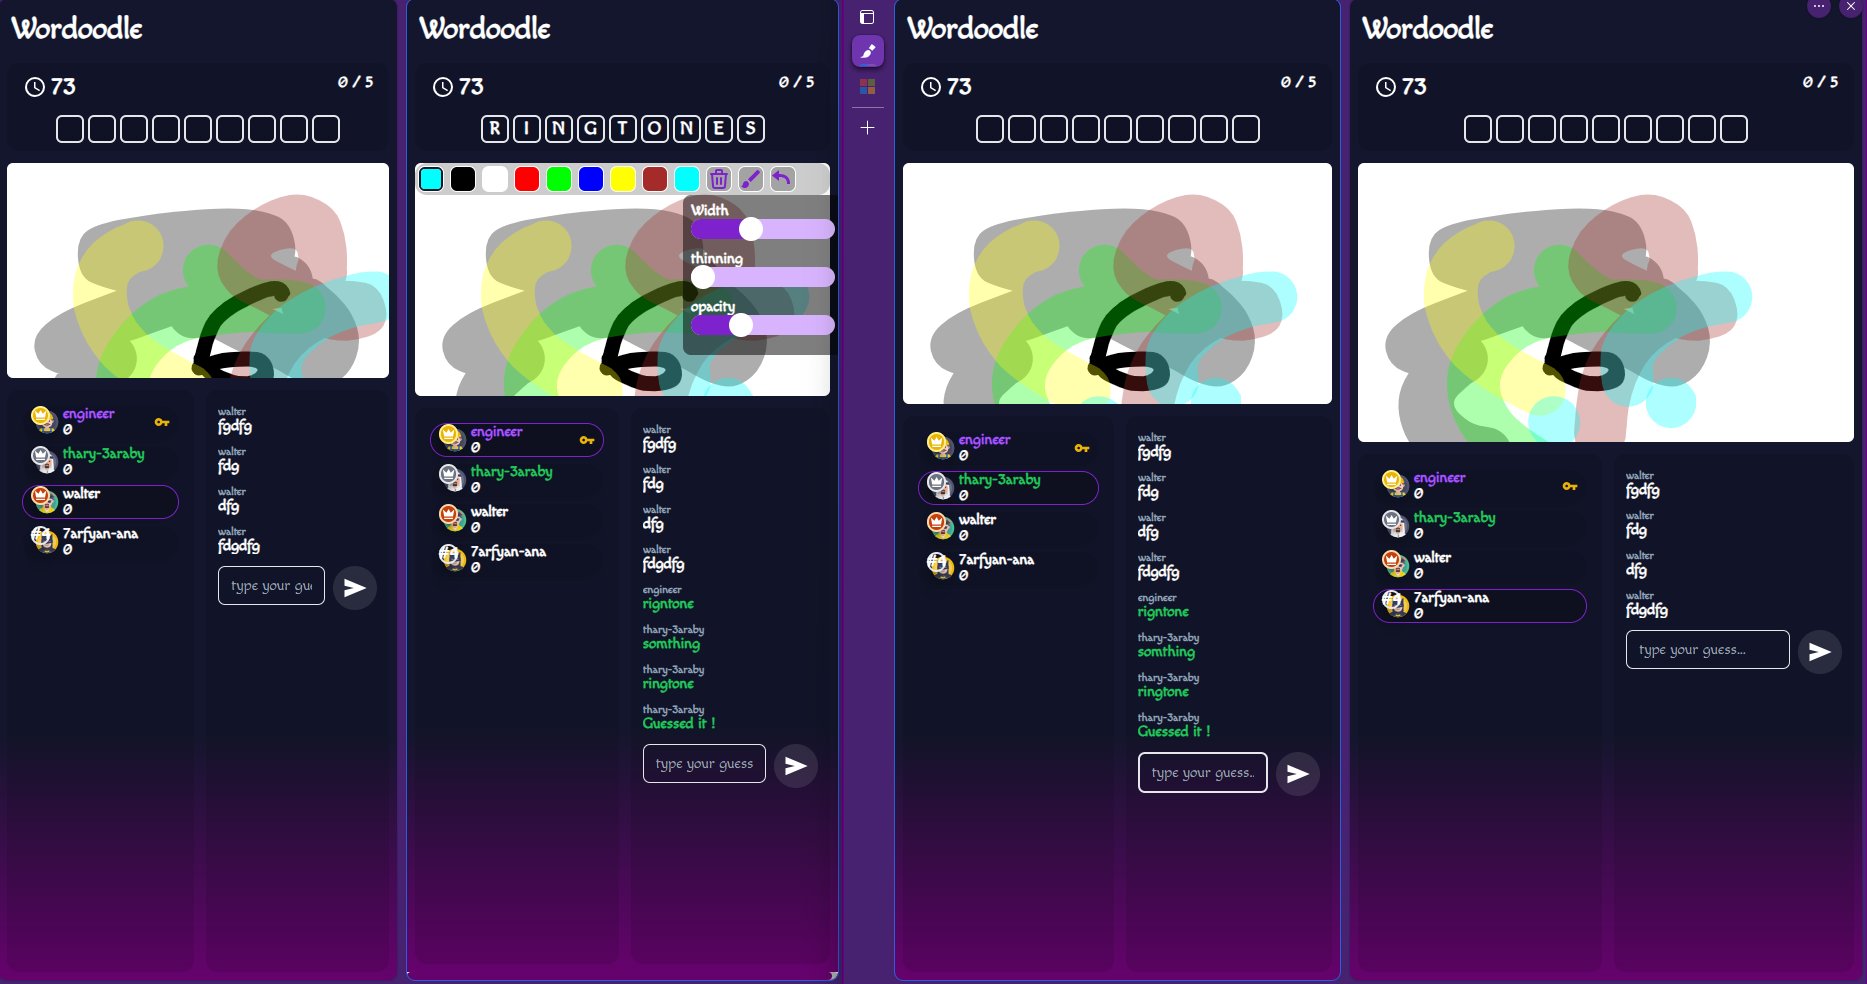 Wordoodle
73
0 / 5
engineer
0
thary-3araby
0
walter
0
#4
7arfyan-ana
0
walter
fgdfg
walter
fdg
walter
dfg
walter
fdgdfg
type your gue
Wordoodle
73
0 / 5
R I N G T O N E S
Width
thinning
opacity
engineer
0
thary-3araby
0
walter
0
#4
7arfyan-ana
0
walter
fgdfg
walter
fdg
walter
dfg
walter
fdgdfg
engineer
rigntone
thary-3araby
somthing
thary-3araby
ringtone
thary-3araby
Guessed it !
type your guess
Wordoodle
73
0 / 5
engineer
0
thary-3araby
0
walter
0
#4
7arfyan-ana
0
walter
fgdfg
walter
fdg
walter
dfg
walter
fdgdfg
engineer
rigntone
thary-3araby
somthing
thary-3araby
ringtone
thary-3araby
Guessed it !
type your guess..
Wordoodle
73
0 / 5
engineer
0
thary-3araby
0
walter
0
#4
7arfyan-ana
0
walter
fgdfg
walter
fdg
walter
dfg
walter
fdgdfg
type your guess...